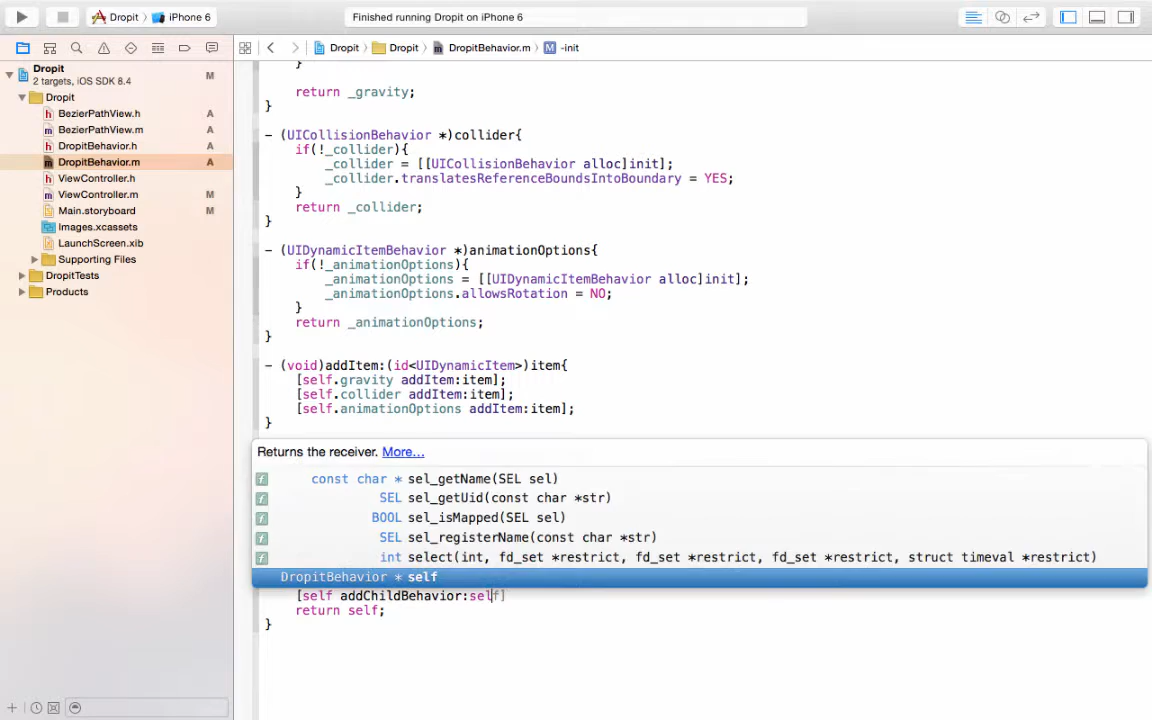 Dropit
iPhone 6
Finished running Dropit on iPhone 6
Dropit
Dropit
DropitBehavior.m
M
-init
Dropit
M
2 targets, iOS SDK 8.4
Dropit
h BezierPathView.h A
m BezierPathView.m A
h DropitBehavior.h A
m DropitBehavior.m A
h ViewController.h
m ViewController.m M
Main.storyboard M
Images.xcassets
LaunchScreen.xib
Supporting Files
DropitTests
Products
}
return _gravity;
}
- (UICollisionBehavior *)collider{
if(!_collider){
_collider = [[UICollisionBehavior alloc]init];
_collider.translatesReferenceBoundsIntoBoundary = YES;
}
return _collider;
}
- (UIDynamicItemBehavior *)animationOptions{
if(!_animationOptions){
_animationOptions = [[UIDynamicItemBehavior alloc]init];
_animationOptions.allowsRotation = NO;
}
return _animationOptions;
}
- (void)addItem:(id<UIDynamicItem>)item{
[self.gravity addItem:item];
[self.collider addItem:item];
[self.animationOptions addItem:item];
}
Returns the receiver. More...
f const char * sel_getName(SEL sel)
f SEL sel_getUid(const char *str)
f BOOL sel_isMapped(SEL sel)
f SEL sel_registerName(const char *str)
f int select(int, fd_set *restrict, fd_set *restrict, fd_set *restrict, struct timeval *restrict)
DropitBehavior * self
[self addChildBehavior:self]
return self;
}